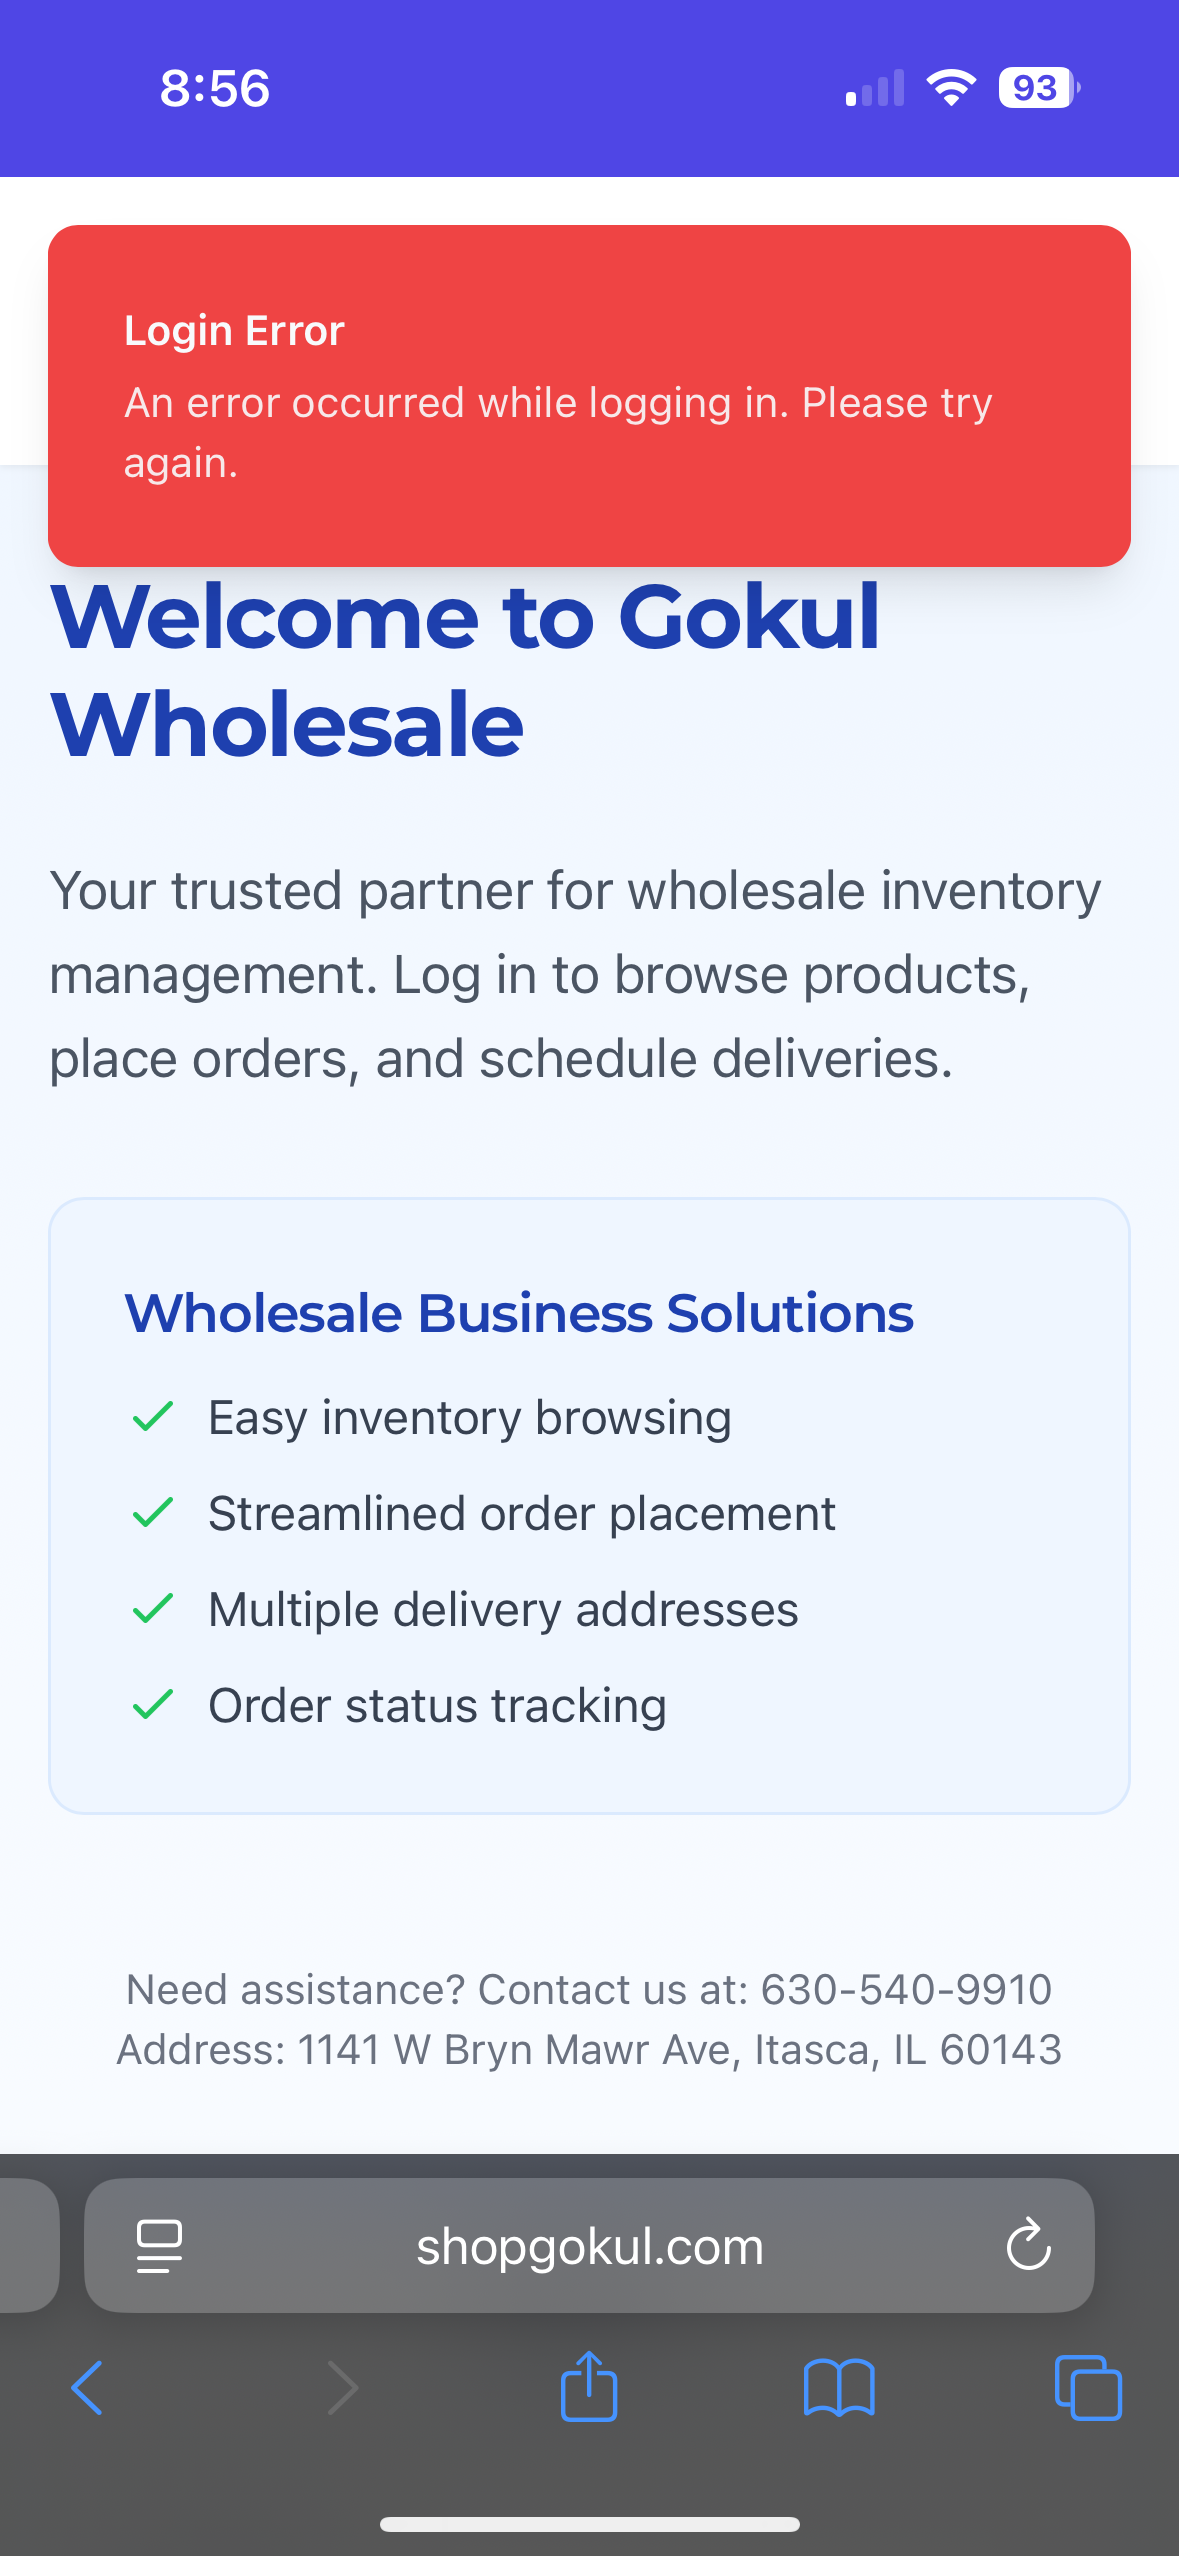 8:56
93
Login Error
An error occurred while logging in. Please try
again.
Welcome to Gokul
Wholesale
Your trusted partner for wholesale inventory
management. Log in to browse products,
place orders, and schedule deliveries.
Wholesale Business Solutions
Easy inventory browsing
Streamlined order placement
Multiple delivery addresses
Order status tracking
Need assistance? Contact us at: 630-540-9910
Address: 1141 W Bryn Mawr Ave, Itasca, IL 60143
shopgokul.com